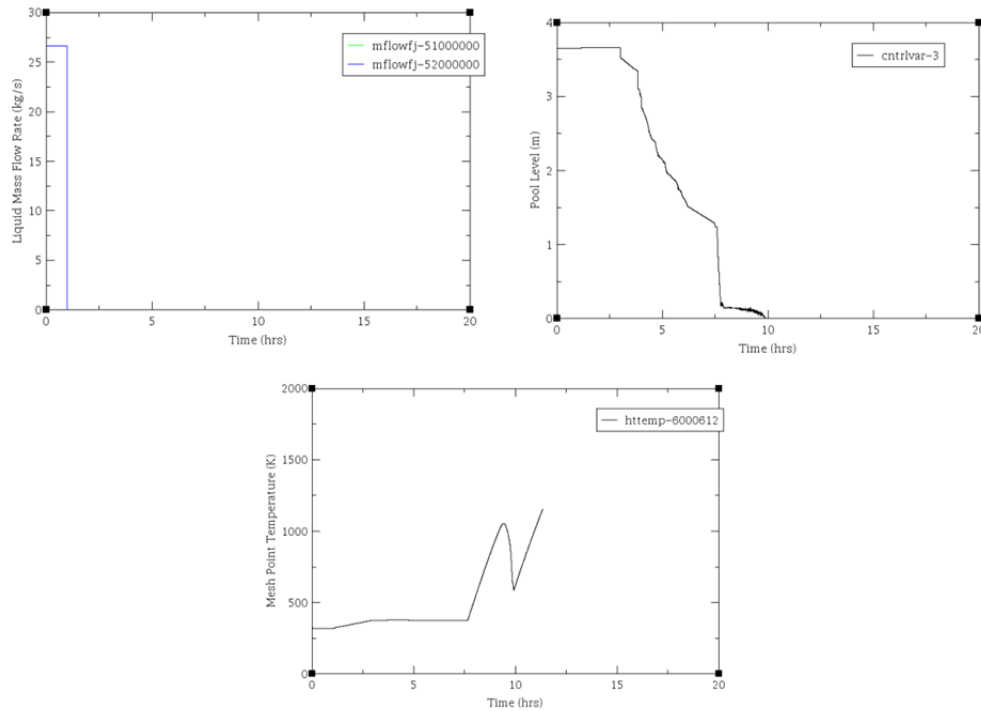 Liquid Mass Flow Rate (kg/s)
30
25
20
15
10
5
0
mflowfj-51000000
mflowfj-52000000
0 5 10 15 20
Time (hrs)
Pool Level (m)
4
3
2
1
0
cntrlvar-3
0 5 10 15 20
Time (hrs)
Mesh Point Temperature (K)
2000
1500
1000
500
0
httemp-6000612
0 5 10 15 20
Time (hrs)